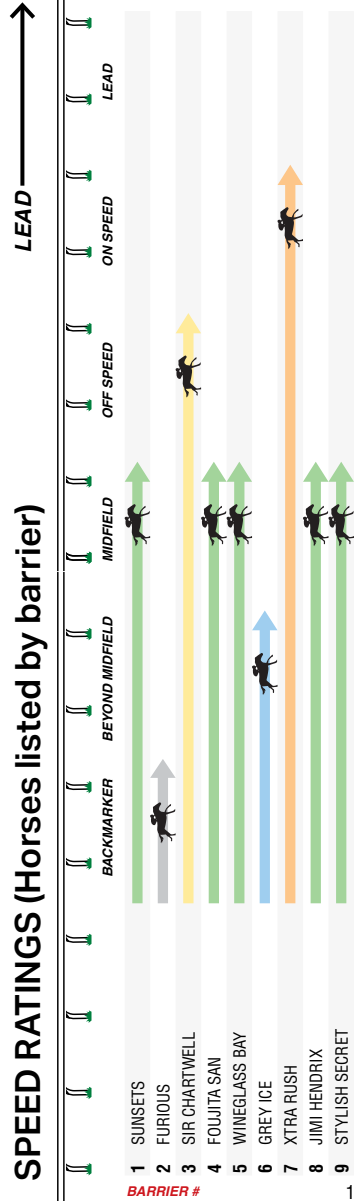 SPEED RATINGS (Horses listed by barrier)
LEAD
BACKMARKER BEYOND MIDFIELD MIDFIELD OFF SPEED ON SPEED LEAD
1 SUNSETS
2 FURIOUS
3 SIR CHARTWELL
4 FOUJITA SAN
5 WINEGLASS BAY
6 GREY ICE
7 XTRA RUSH
8 JIMI HENDRIX
9 STYLISH SECRET
BARRIER #
1